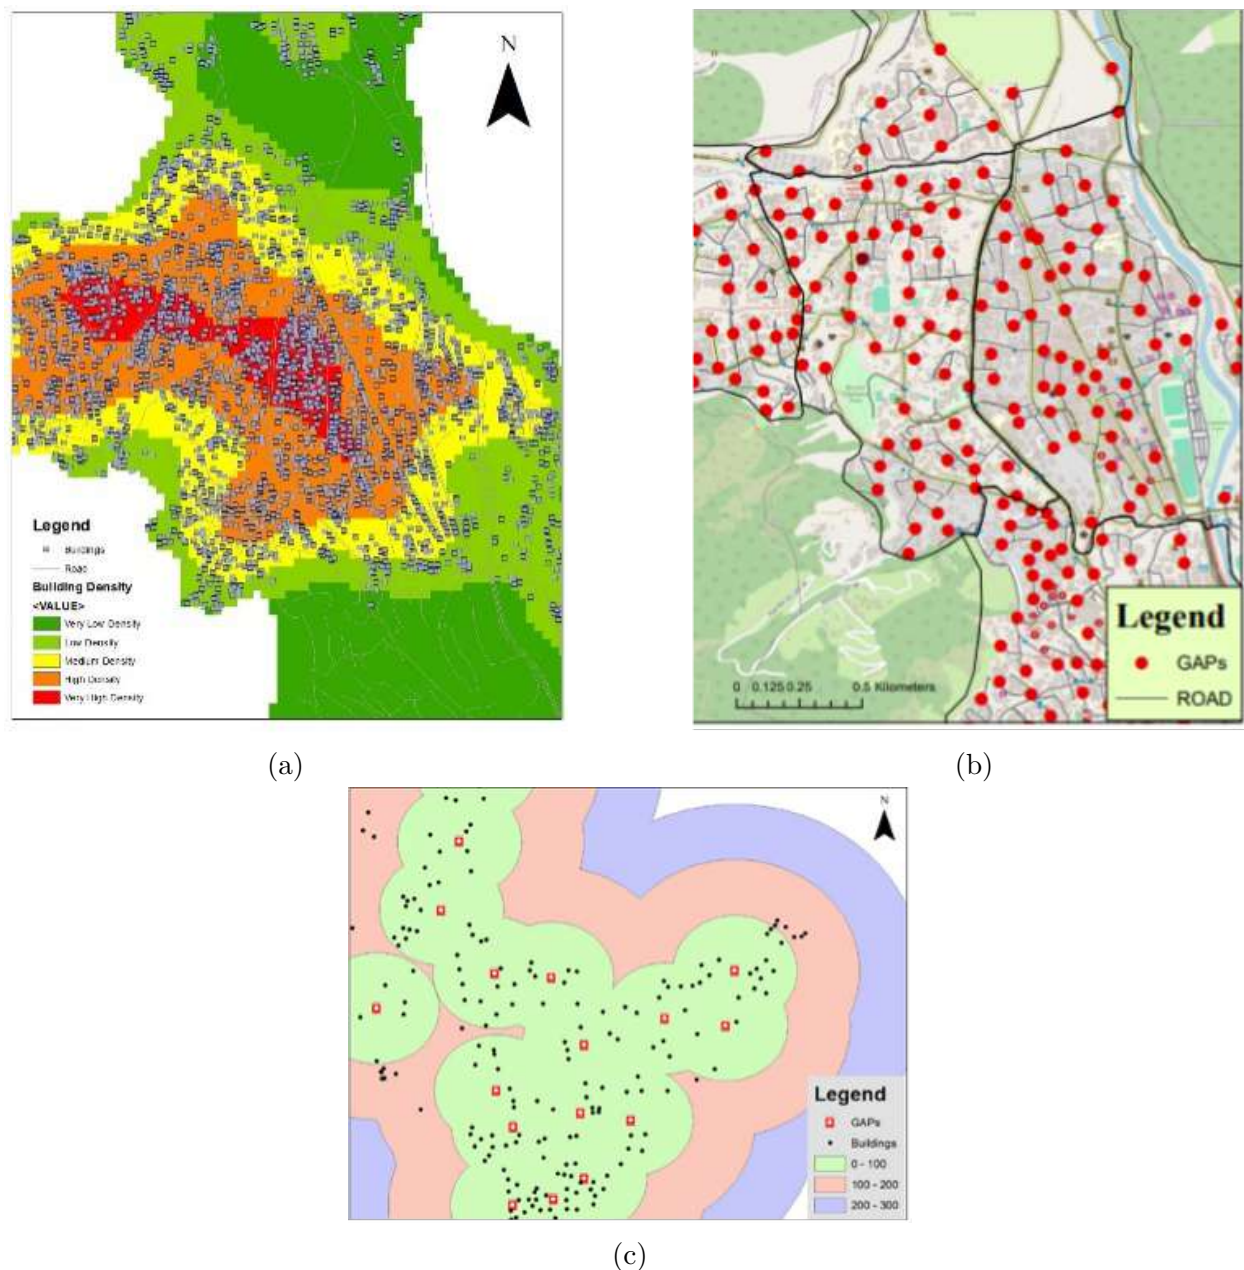 N
Legend
Buildings
Road
Building Density
<VALUE>
Very Low Density
Low Density
Medium Density
High Density
Very High Density
(a)
0 0.125 0.25 0.5 Kilometers
Legend
GAPs
ROAD
(b)
N
Legend
GAPs
Buildings
0 - 100
100 - 200
200 - 300
(c)